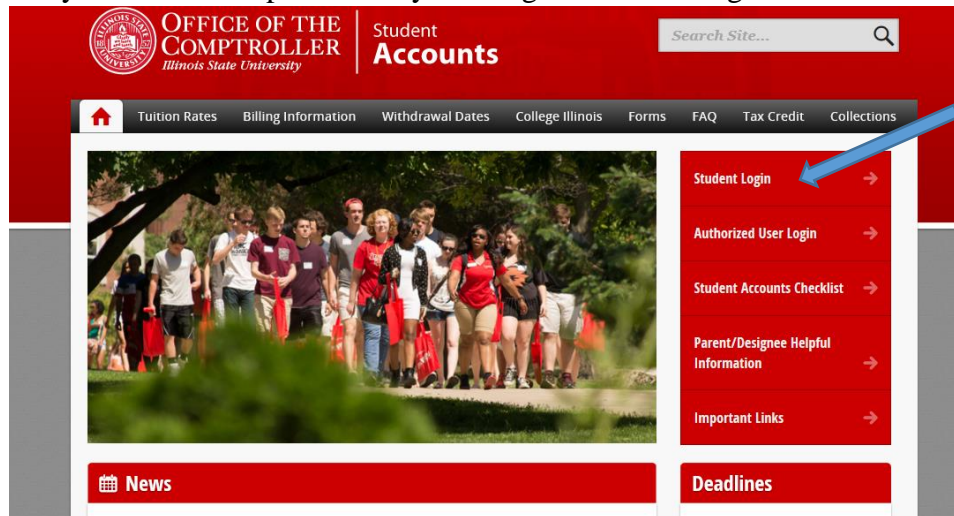 OFFICE OF THE
COMPTROLLER
Illinois State University
Student
Accounts
Search Site...
Tuition Rates Billing Information Withdrawal Dates College Illinois Forms FAQ Tax Credit Collections
Student Login
Authorized User Login
Student Accounts Checklist
Parent/Designee Helpful
Information
Important Links
News
Deadlines